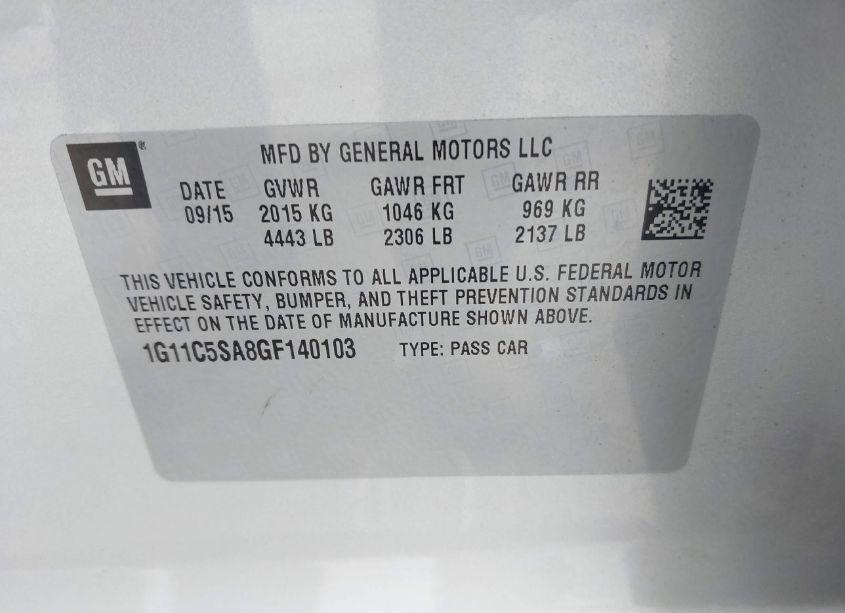 GM ® MFD BY GENERAL MOTORS LLC
DATE GVWR GAWR FRT GAWR RR
09/15 2015 KG 1046 KG 969 KG
4443 LB 2306 LB 2137 LB
THIS VEHICLE CONFORMS TO ALL APPLICABLE U.S. FEDERAL MOTOR
VEHICLE SAFETY, BUMPER, AND THEFT PREVENTION STANDARDS IN
EFFECT ON THE DATE OF MANUFACTURE SHOWN ABOVE.
1G11C5SA8GF140103 TYPE: PASS CAR